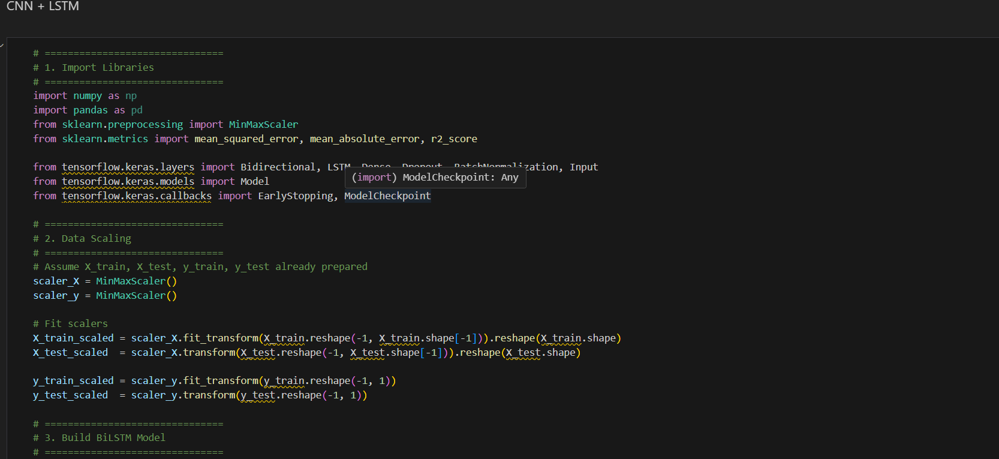 CNN + LSTM
# ===============================
# 1. Import Libraries
# ===============================
import numpy as np
import pandas as pd
from sklearn.preprocessing import MinMaxScaler
from sklearn.metrics import mean_squared_error, mean_absolute_error, r2_score
from tensorflow.keras.layers import Bidirectional, LSTM, Dense, Dropout, BatchNormalization, Input
(import) ModelCheckpoint: Any
from tensorflow.keras.models import Model
from tensorflow.keras.callbacks import EarlyStopping, ModelCheckpoint
# ===============================
# 2. Data Scaling
# ===============================
# Assume X_train, X_test, y_train, y_test already prepared
scaler_X = MinMaxScaler()
scaler_y = MinMaxScaler()
# Fit scalers
X_train_scaled = scaler_X.fit_transform(X_train.reshape(-1, X_train.shape[-1])).reshape(X_train.shape)
X_test_scaled  = scaler_X.transform(X_test.reshape(-1, X_test.shape[-1])).reshape(X_test.shape)
y_train_scaled = scaler_y.fit_transform(y_train.reshape(-1, 1))
y_test_scaled  = scaler_y.transform(y_test.reshape(-1, 1))
# ===============================
# 3. Build BiLSTM Model
# ===============================